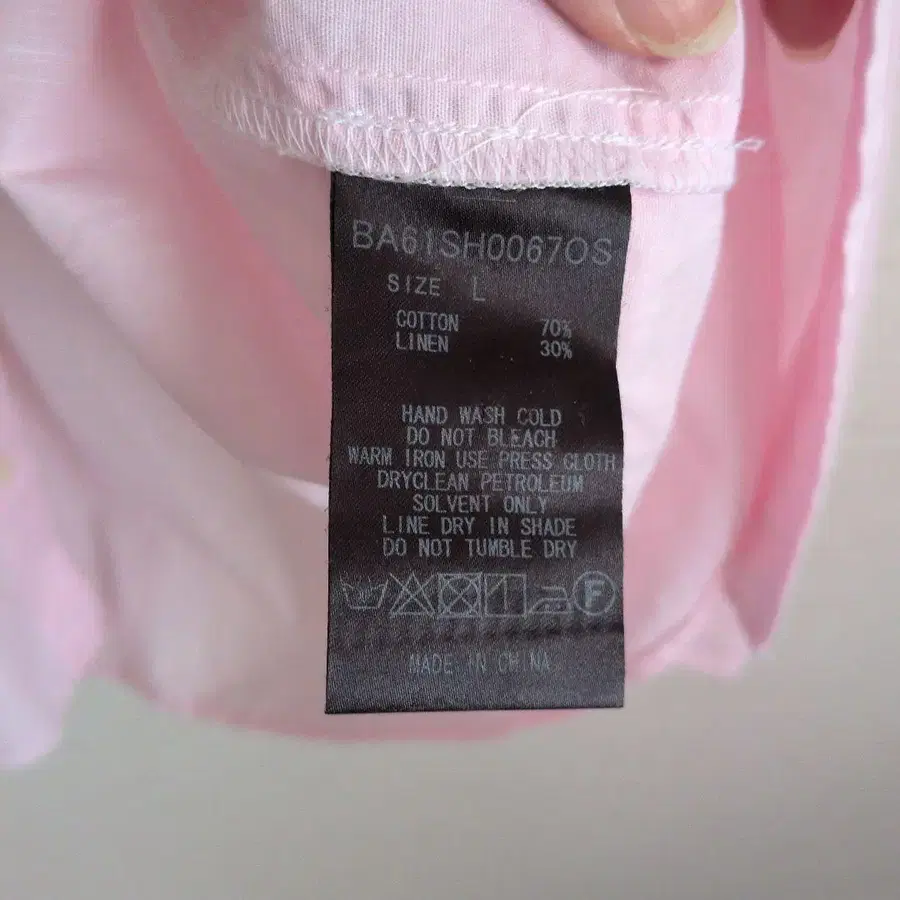 BA61SH0067OS
SIZE L
COTTON 70%
LINEN 30%
HAND WASH COLD
DO NOT BLEACH
WARM IRON USE PRESS CLOTH
DRYCLEAN PETROLEUM
SOLVENT ONLY
LINE DRY IN SHADE
DO NOT TUMBLE DRY
F
MADE IN CHINA